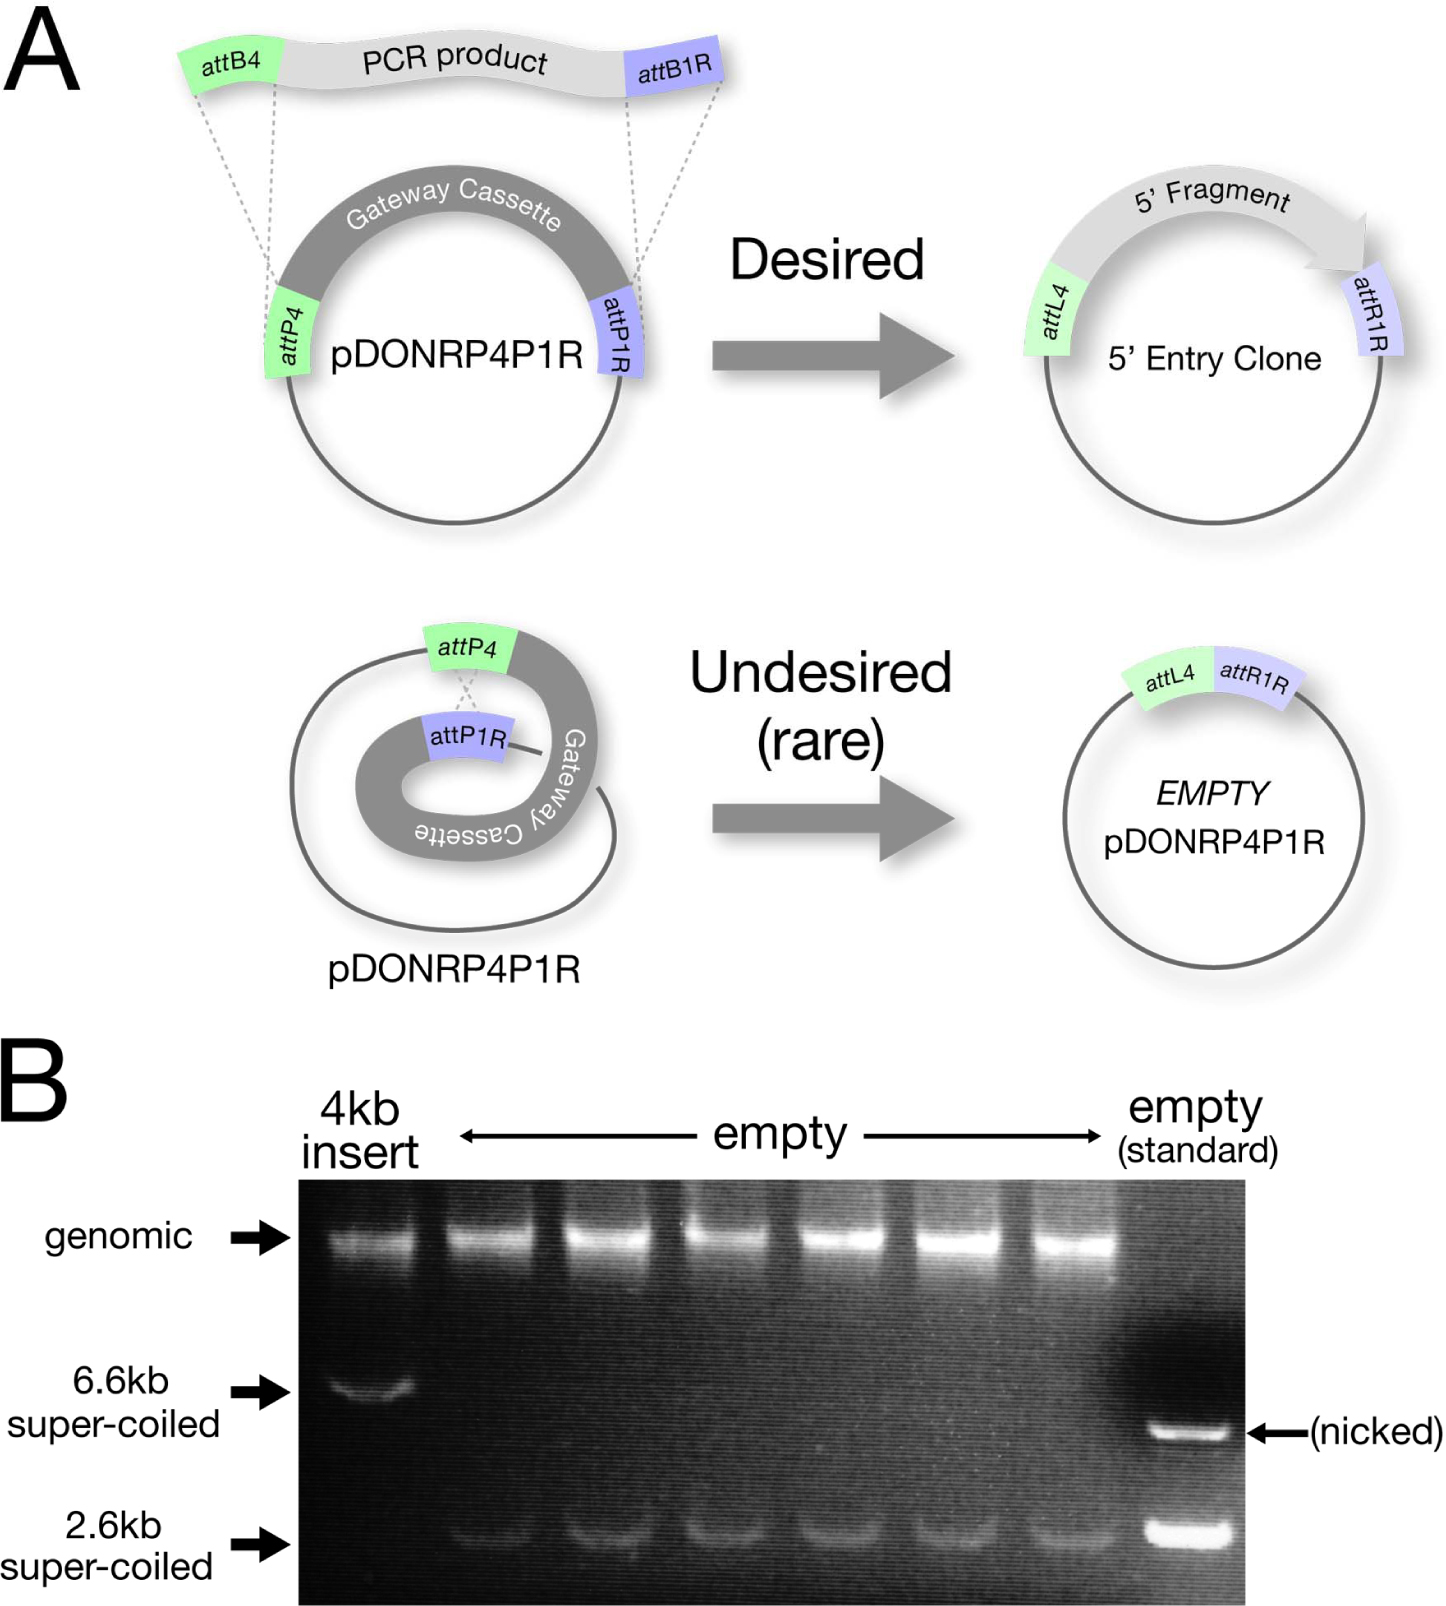 A
attB4
PCR product
attB1R
Gateway Cassette
attP4
pDONRP4P1R
attP1R
Desired
5’ Fragment
attL4
5’ Entry Clone
attR1R
attP4
attP1R
Gateway Cassette
pDONRP4P1R
Undesired
(rare)
attL4
attR1R
EMPTY
pDONRP4P1R
B
4kb
insert
empty
empty
(standard)
genomic
6.6kb
super-coiled
(nicked)
2.6kb
super-coiled